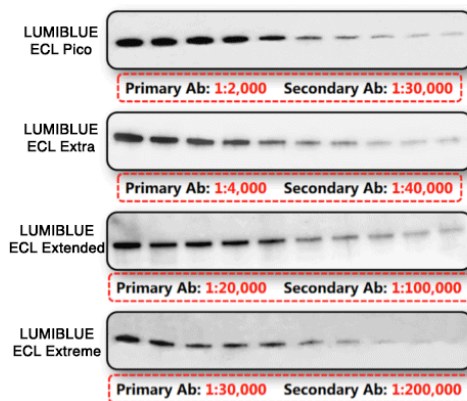 LUMIBLUE
ECL Pico
Primary Ab: 1:2,000 Secondary Ab: 1:30,000
LUMIBLUE
ECL Extra
Primary Ab: 1:4,000 Secondary Ab: 1:40,000
LUMIBLUE
ECL Extended
Primary Ab: 1:20,000 Secondary Ab: 1:100,000
LUMIBLUE
ECL Extreme
Primary Ab: 1:30,000 Secondary Ab: 1:200,000